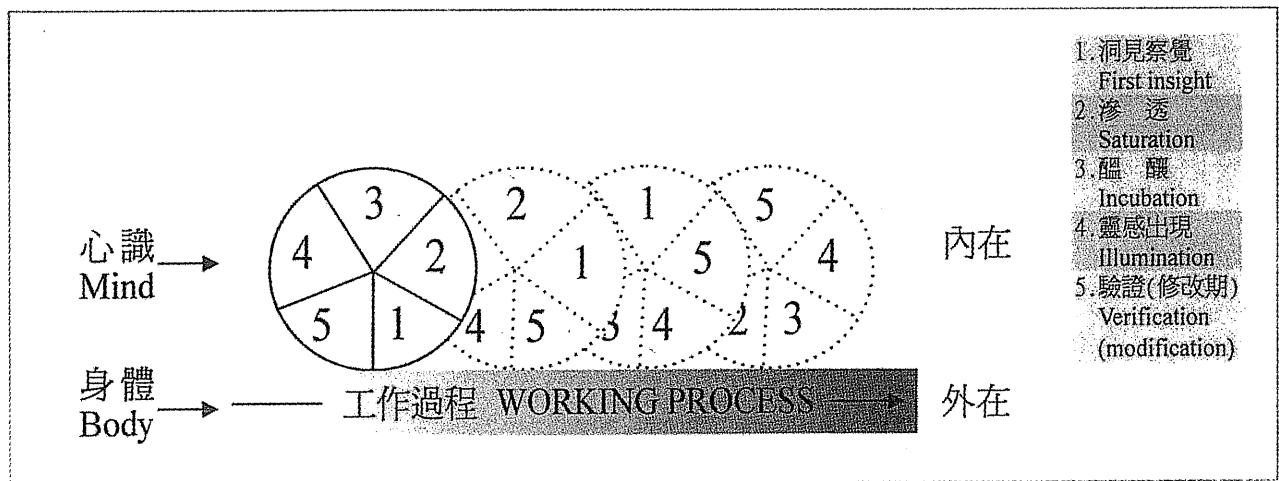 1.洞見察覺
First insight
2.滲 透
Saturation
3.醞 釀
Incubation
4.靈感出現
Illumination
5.驗證(修改期)
Verification
(modification)
3
2
1
5
4
2
1
5
4
1
5
4
3
5
4
3
2
心識
Mind
內在
身體
Body
工作過程 WORKING PROCESS
外在